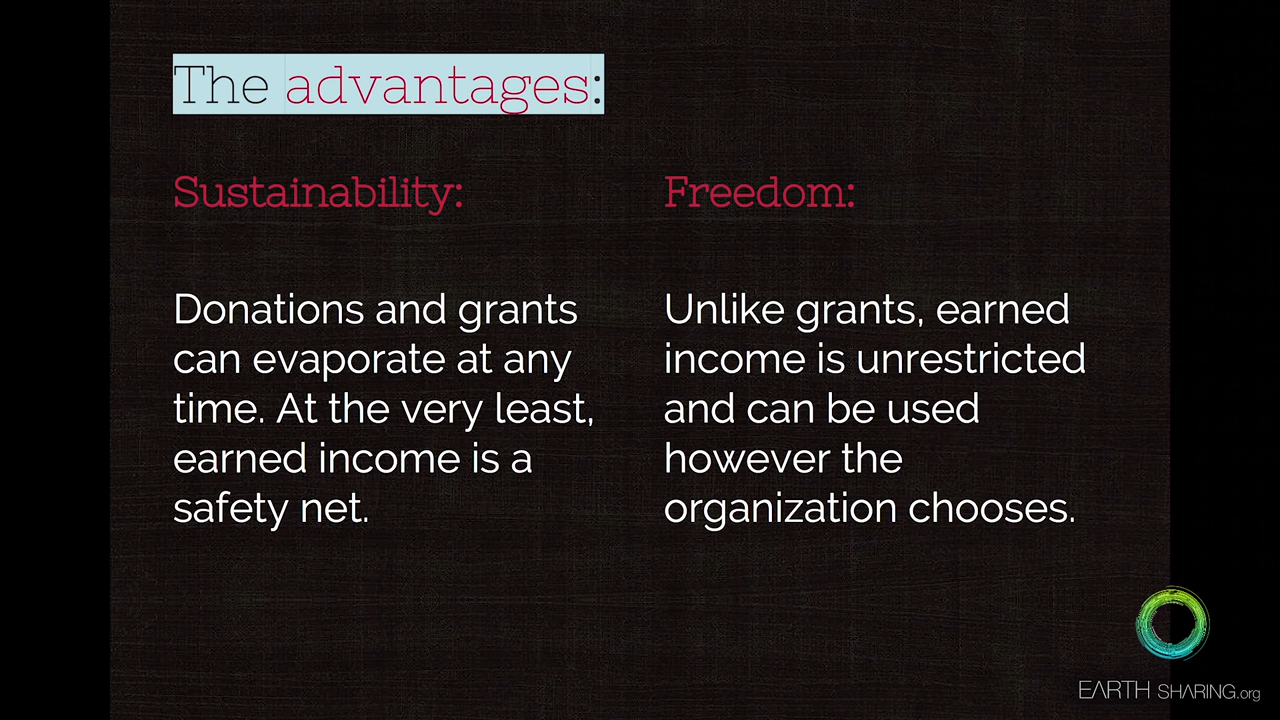 The advantages:
Sustainability:
Donations and grants
can evaporate at any
time. At the very least,
earned income is a
safety net.
Freedom:
Unlike grants, earned
income is unrestricted
and can be used
however the
organization chooses.
EARTH SHARING.org